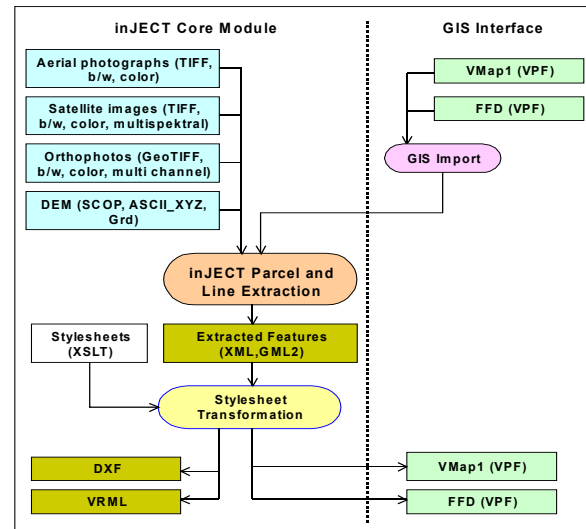 inJECT Core Module
GIS Interface
Aerial photographs (TIFF,
b/w, color)
Satellite images (TIFF,
b/w, color, multispektral)
Orthophotos (GeoTIFF,
b/w, color, multi channel)
DEM (SCOP, ASCII_XYZ,
Grd)
VMap1 (VPF)
FFD (VPF)
GIS Import
inJECT Parcel and
Line Extraction
Stylesheets
(XSLT)
Extracted Features
(XML,GML2)
Stylesheet
Transformation
DXF
VRML
VMap1 (VPF)
FFD (VPF)